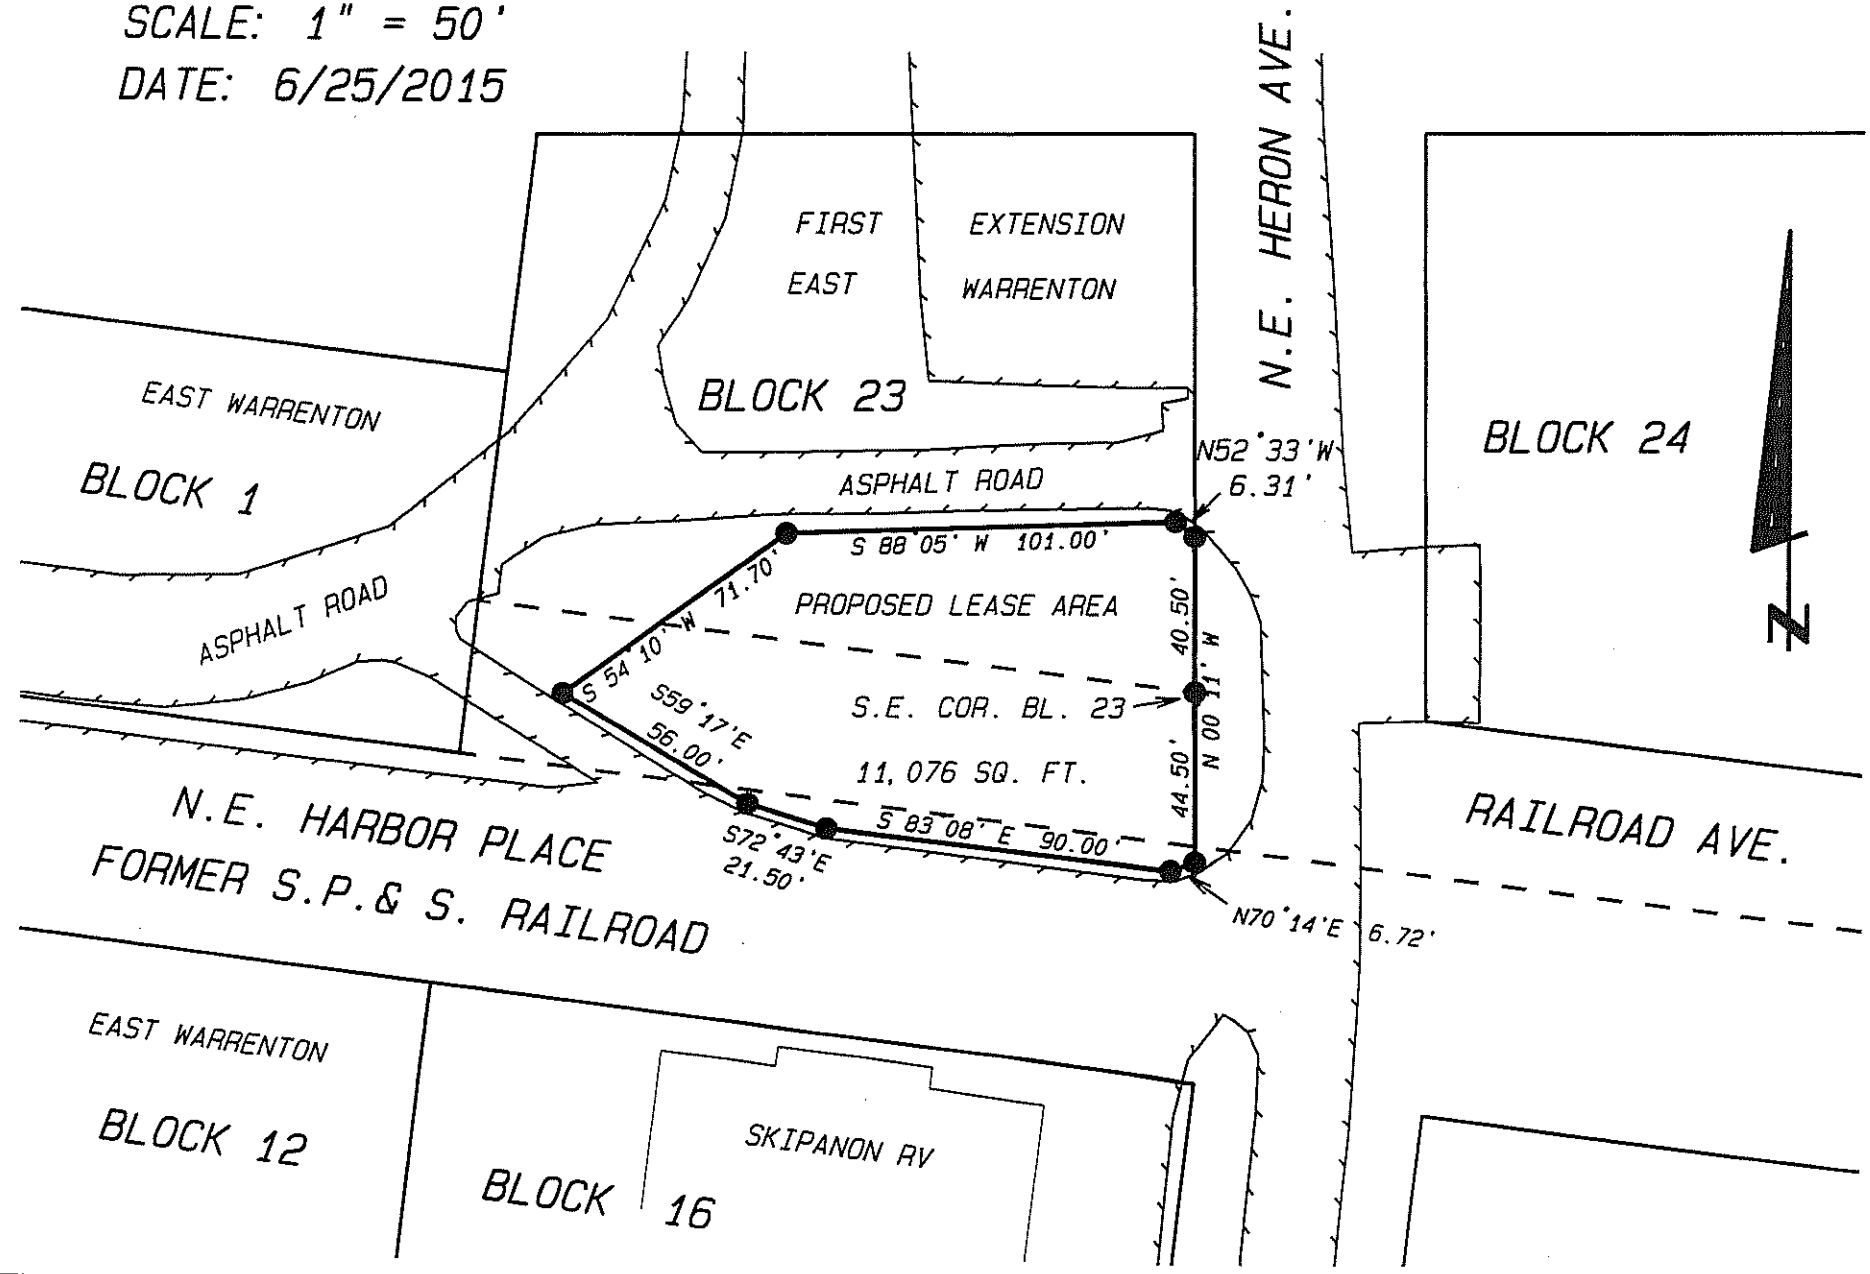 SCALE: 1" = 50'
DATE: 6/25/2015
N.E. HERON AVE.
FIRST EXTENSION
EAST WARRENTON
EAST WARRENTON
BLOCK 1
BLOCK 23
BLOCK 24
N52°33'W
6.31'
ASPHALT ROAD
S 88°05' W 101.00'
ASPHALT ROAD
S 54°10' W 71.70'
PROPOSED LEASE AREA
40.50'
N 00°11' W
44.50'
S59°17'E
56.00'
S.E. COR. BL. 23
11,076 SQ. FT.
N
S 83°08' E 90.00'
S72°43'E
21.50'
N70°14'E 6.72'
RAILROAD AVE.
N.E. HARBOR PLACE
FORMER S.P.& S. RAILROAD
EAST WARRENTON
BLOCK 12
BLOCK 16
SKIPANON RV